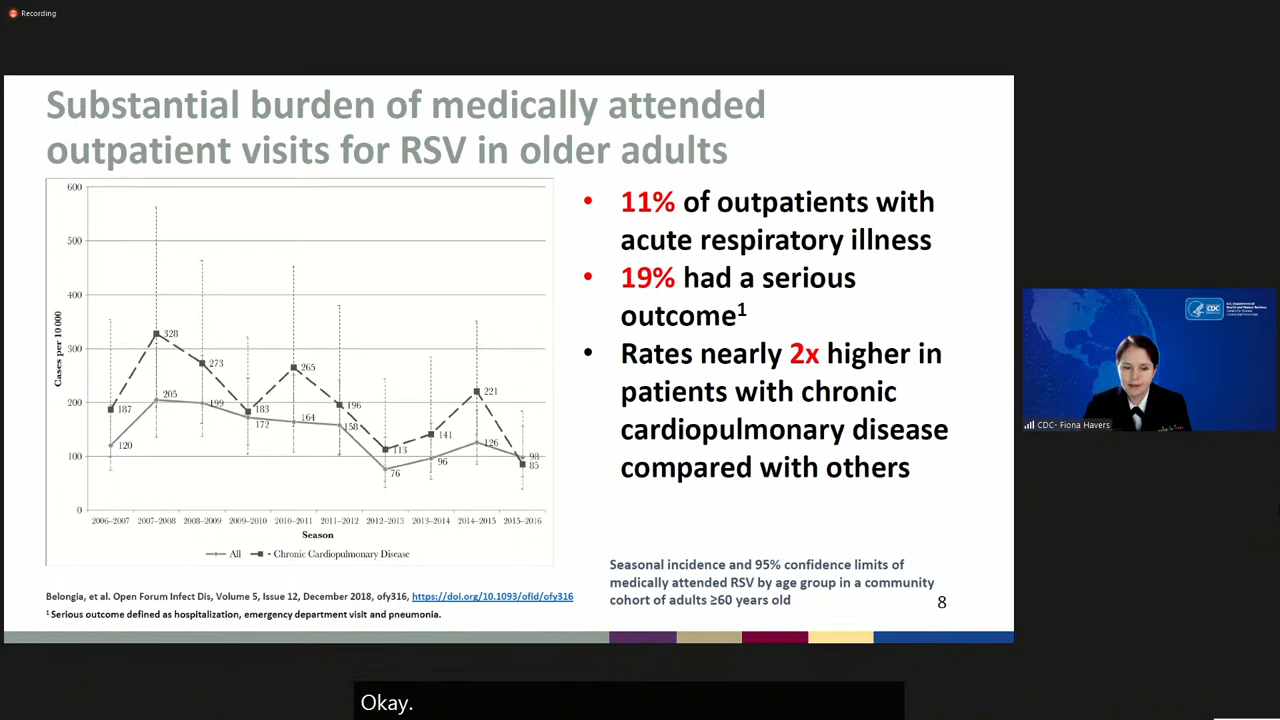 Recording
Substantial burden of medically attended
outpatient visits for RSV in older adults
600
500
400
300
200
100
0
Cases per 10 000
187
328
273
183
265
196
113
141
221
85
120
205
199
172
164
158
76
96
126
98
2006–2007
2007–2008
2008–2009
2009–2010
2010–2011
2011–2012
2012–2013
2013–2014
2014–2015
2015–2016
Season
All
Chronic Cardiopulmonary Disease
• 11% of outpatients with
acute respiratory illness
• 19% had a serious
outcome¹
• Rates nearly 2x higher in
patients with chronic
cardiopulmonary disease
compared with others
Seasonal incidence and 95% confidence limits of
medically attended RSV by age group in a community
cohort of adults ≥60 years old
8
Belongia, et al. Open Forum Infect Dis, Volume 5, Issue 12, December 2018, ofy316, https://doi.org/10.1093/ofid/ofy316
¹ Serious outcome defined as hospitalization, emergency department visit and pneumonia.
CDC
CDC- Fiona Havers
Okay.